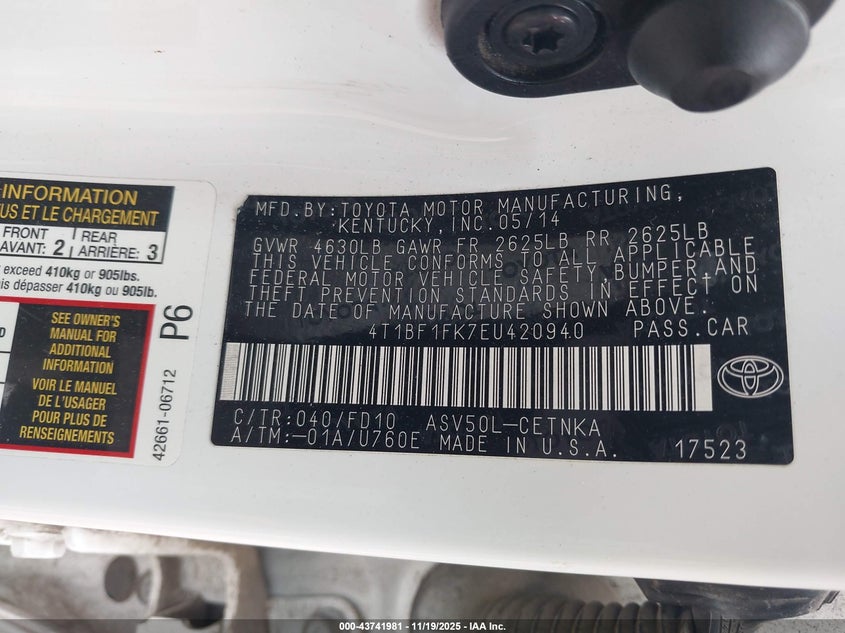 INFORMATION
US ET LE CHARGEMENT
FRONT
AVANT: 2
REAR
ARRIÈRE: 3
exceed 410kg or 905lbs.
dépasser 410kg ou 905lb.
SEE OWNER'S
MANUAL FOR
ADDITIONAL
INFORMATION
VOIR LE MANUEL
DE L'USAGER
POUR PLUS DE
RENSEIGNEMENTS
P6
42661-06712
MFD.BY:TOYOTA MOTOR MANUFACTURING,
KENTUCKY,INC.05/14
GVWR 4630LB GAWR FR 2625LB RR 2625LB
THIS VEHICLE CONFORMS TO ALL APPLICABLE
FEDERAL MOTOR VEHICLE SAFETY,BUMPER,AND
THEFT PREVENTION STANDARDS IN EFFECT ON
THE DATE OF MANUFACTURE SHOWN ABOVE.
4T1BF1FK7EU420940 PASS.CAR
C/TR:040/FD10 ASV50L-CETNKA
A/TM:-01A/U760E MADE IN U.S.A. 17523
000-43741981 | 11/19/2025 – IAA Inc.